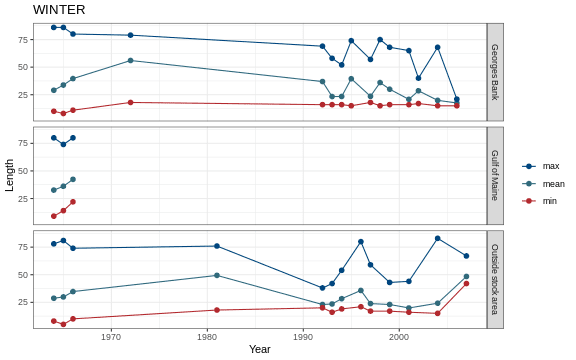 WINTER
75
50
25
Georges Bank
75
50
25
Gulf of Maine
75
50
25
Outside stock area
Length
1970 1980 1990 2000
Year
max
mean
min